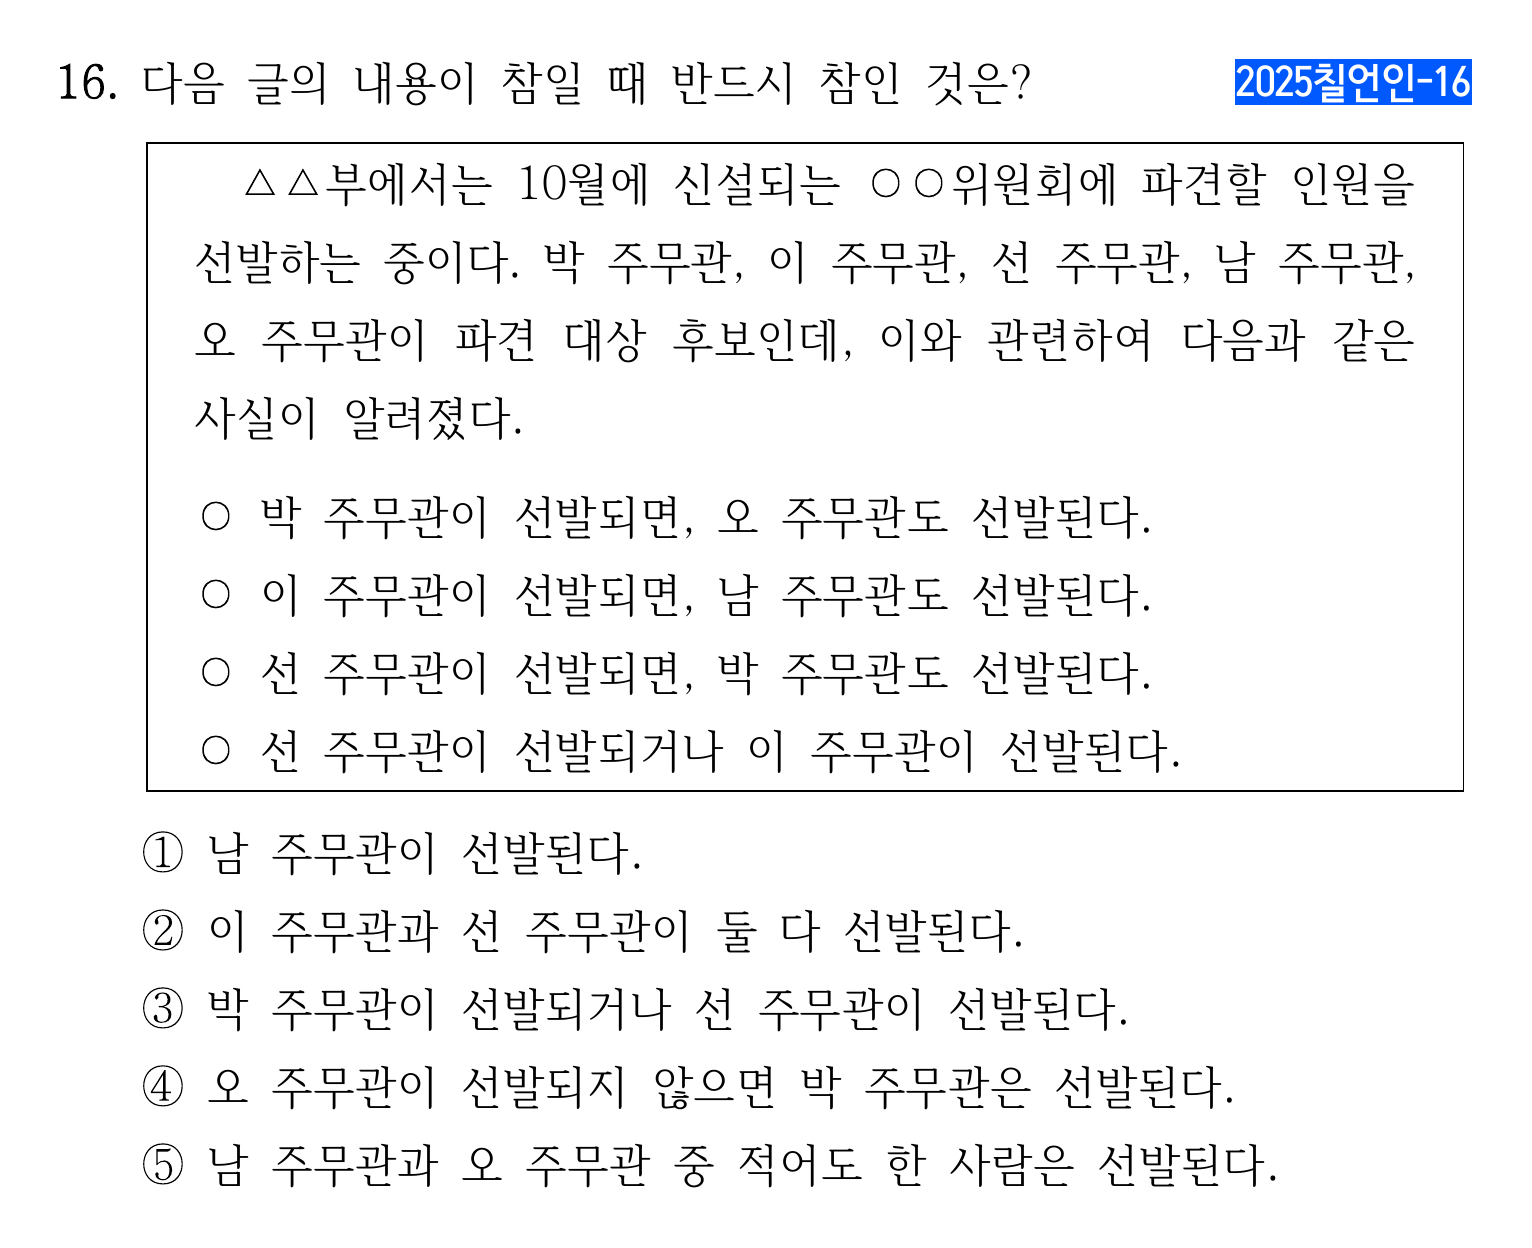 16. 다음 글의 내용이 참일 때 반드시 참인 것은?
2025칠언인-16
△△부에서는 10월에 신설되는 ○○위원회에 파견할 인원을
선발하는 중이다. 박 주무관, 이 주무관, 선 주무관, 남 주무관,
오 주무관이 파견 대상 후보인데, 이와 관련하여 다음과 같은
사실이 알려졌다.
○ 박 주무관이 선발되면, 오 주무관도 선발된다.
○ 이 주무관이 선발되면, 남 주무관도 선발된다.
○ 선 주무관이 선발되면, 박 주무관도 선발된다.
○ 선 주무관이 선발되거나 이 주무관이 선발된다.
① 남 주무관이 선발된다.
② 이 주무관과 선 주무관이 둘 다 선발된다.
③ 박 주무관이 선발되거나 선 주무관이 선발된다.
④ 오 주무관이 선발되지 않으면 박 주무관은 선발된다.
⑤ 남 주무관과 오 주무관 중 적어도 한 사람은 선발된다.